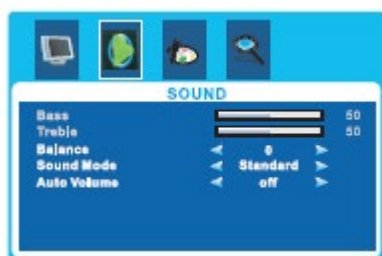 SOUND
Bass 50
Treble 50
Balance 0
Sound Mode Standard
Auto Volume off